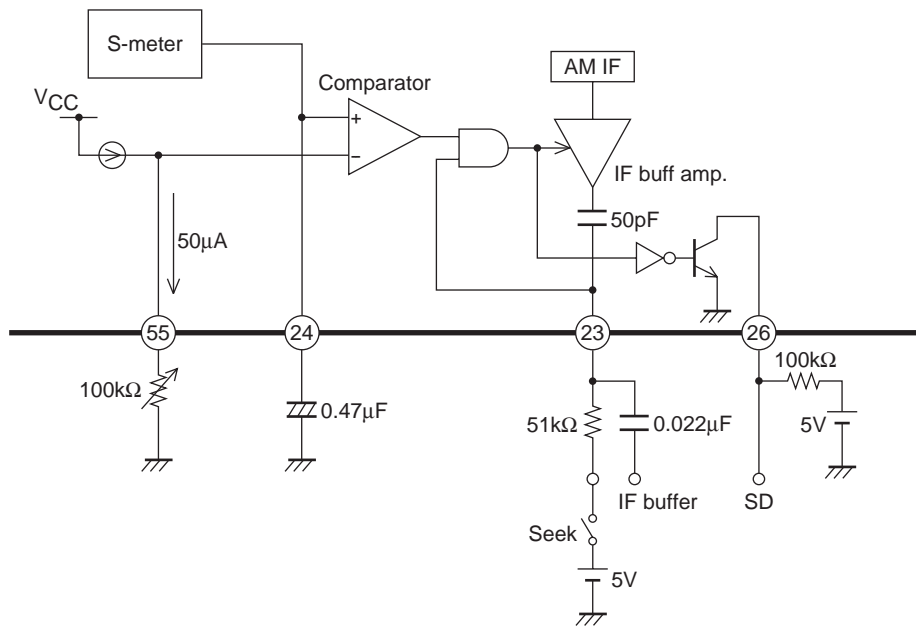 S-meter
AM IF
Comparator
VCC
+
−
IF buff amp.
50pF
50μA
55
24
23
26
100kΩ
0.47μF
51kΩ
0.022μF
100kΩ
5V
IF buffer
SD
Seek
5V